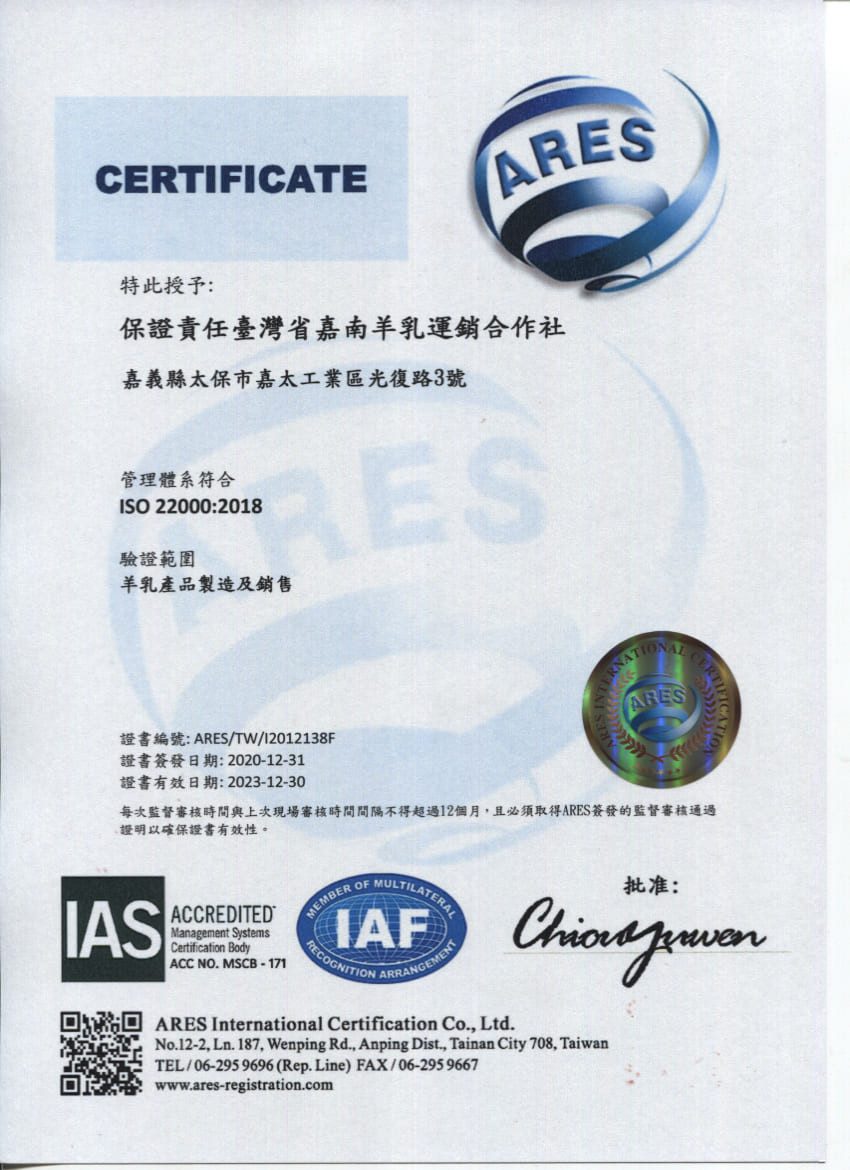 CERTIFICATE
ARES
特此授予:
保證責任臺灣省嘉南羊乳運銷合作社
嘉義縣太保市嘉太工業區光復路3號
ARES
管理體系符合
ISO 22000:2018
驗證範圍
羊乳產品製造及銷售
ARES INTERNATIONAL CERTIFICATION
ARES
證書編號: ARES/TW/I2012138F
證書簽發日期: 2020-12-31
證書有效日期: 2023-12-30
每次監督審核時間與上次現場審核時間間隔不得超過12個月，且必須取得ARES簽發的監督審核通過
證明以確保證書有效性。
批准:
IAS
ACCREDITED
Management Systems
Certification Body
ACC NO. MSCB - 171
MEMBER OF MULTILATERAL
IAF
RECOGNITION ARRANGEMENT
ARES International Certification Co., Ltd.
No.12-2, Ln. 187, Wenping Rd., Anping Dist., Tainan City 708, Taiwan
TEL / 06-295 9696 (Rep. Line) FAX / 06-295 9667
www.ares-registration.com